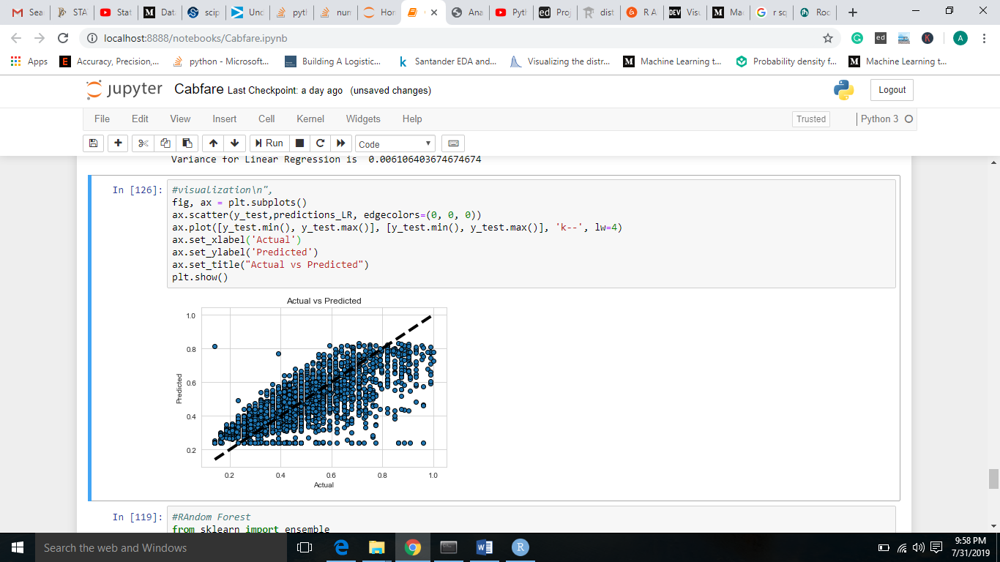 Sea
STA
Stat
Data
scip
Unc
pyt
nur
Hor
Ana
Pyt
Proj
dist
R A
Visu
Mac
r sq
Roc
localhost:8888/notebooks/Cabfare.ipynb
Apps Accuracy, Precision,... python - Microsoft... Building A Logistic... Santander EDA and... Visualizing the distr... Machine Learning t... Probability density f... Machine Learning t...
jupyter Cabfare Last Checkpoint: a day ago (unsaved changes) Logout
File Edit View Insert Cell Kernel Widgets Help Trusted Python 3
Run Code
Variance for Linear Regression is 0.006106403674674674
In [126]: #visualization\n",
fig, ax = plt.subplots()
ax.scatter(y_test,predictions_LR, edgecolors=(0, 0, 0))
ax.plot([y_test.min(), y_test.max()], [y_test.min(), y_test.max()], 'k--', lw=4)
ax.set_xlabel('Actual')
ax.set_ylabel('Predicted')
ax.set_title("Actual vs Predicted")
plt.show()
Actual vs Predicted
1.0
0.8
0.6
0.4
0.2
Predicted
0.2 0.4 0.6 0.8 1.0
Actual
In [119]: #RAndom Forest
from sklearn import ensemble
Search the web and Windows
9:58 PM
7/31/2019